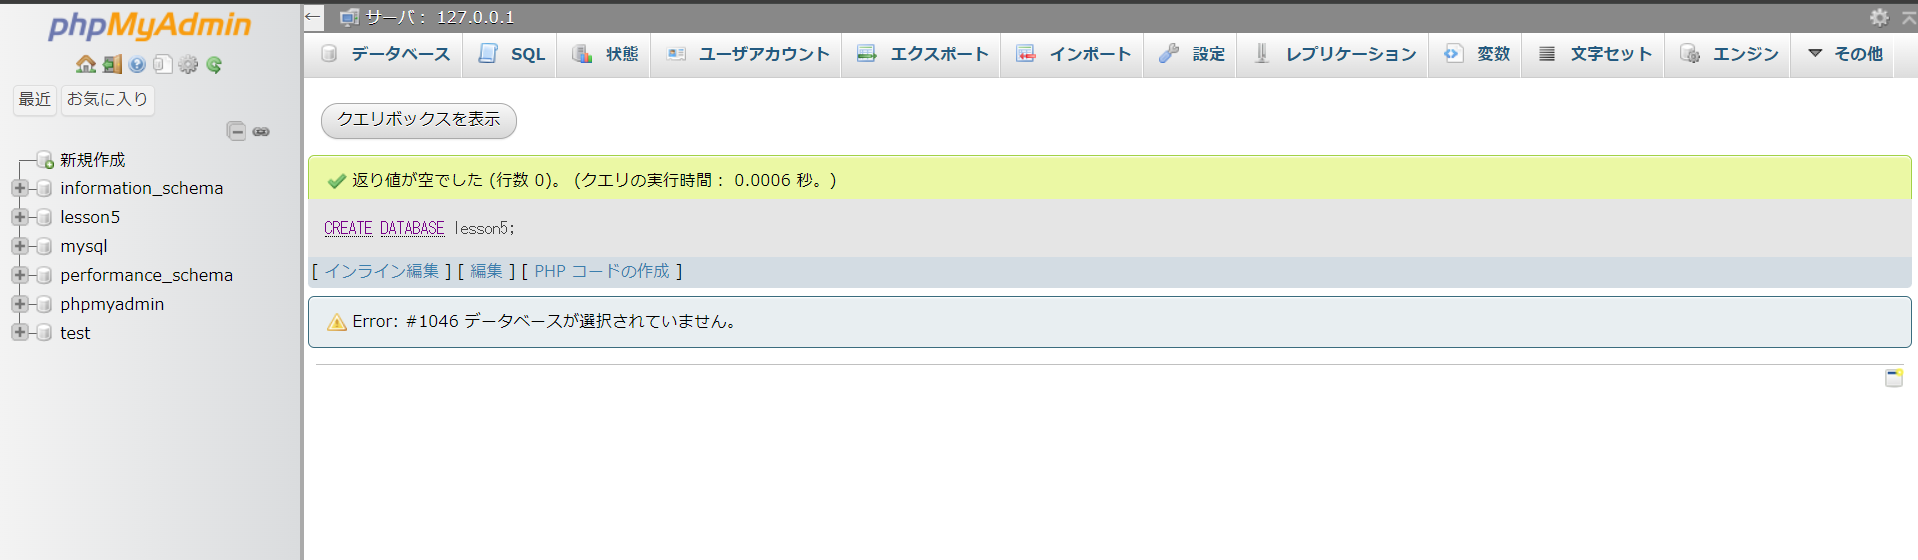 phpMyAdmin
最近 お気に入り
新規作成
information_schema
lesson5
mysql
performance_schema
phpmyadmin
test
← サーバ： 127.0.0.1
データベース SQL 状態 ユーザアカウント エクスポート インポート 設定 レプリケーション 変数 文字セット エンジン その他
クエリボックスを表示
返り値が空でした (行数 0)。 (クエリの実行時間： 0.0006 秒。)
CREATE DATABASE lesson5;
[ インライン編集 ] [ 編集 ] [ PHP コードの作成 ]
Error: #1046 データベースが選択されていません。